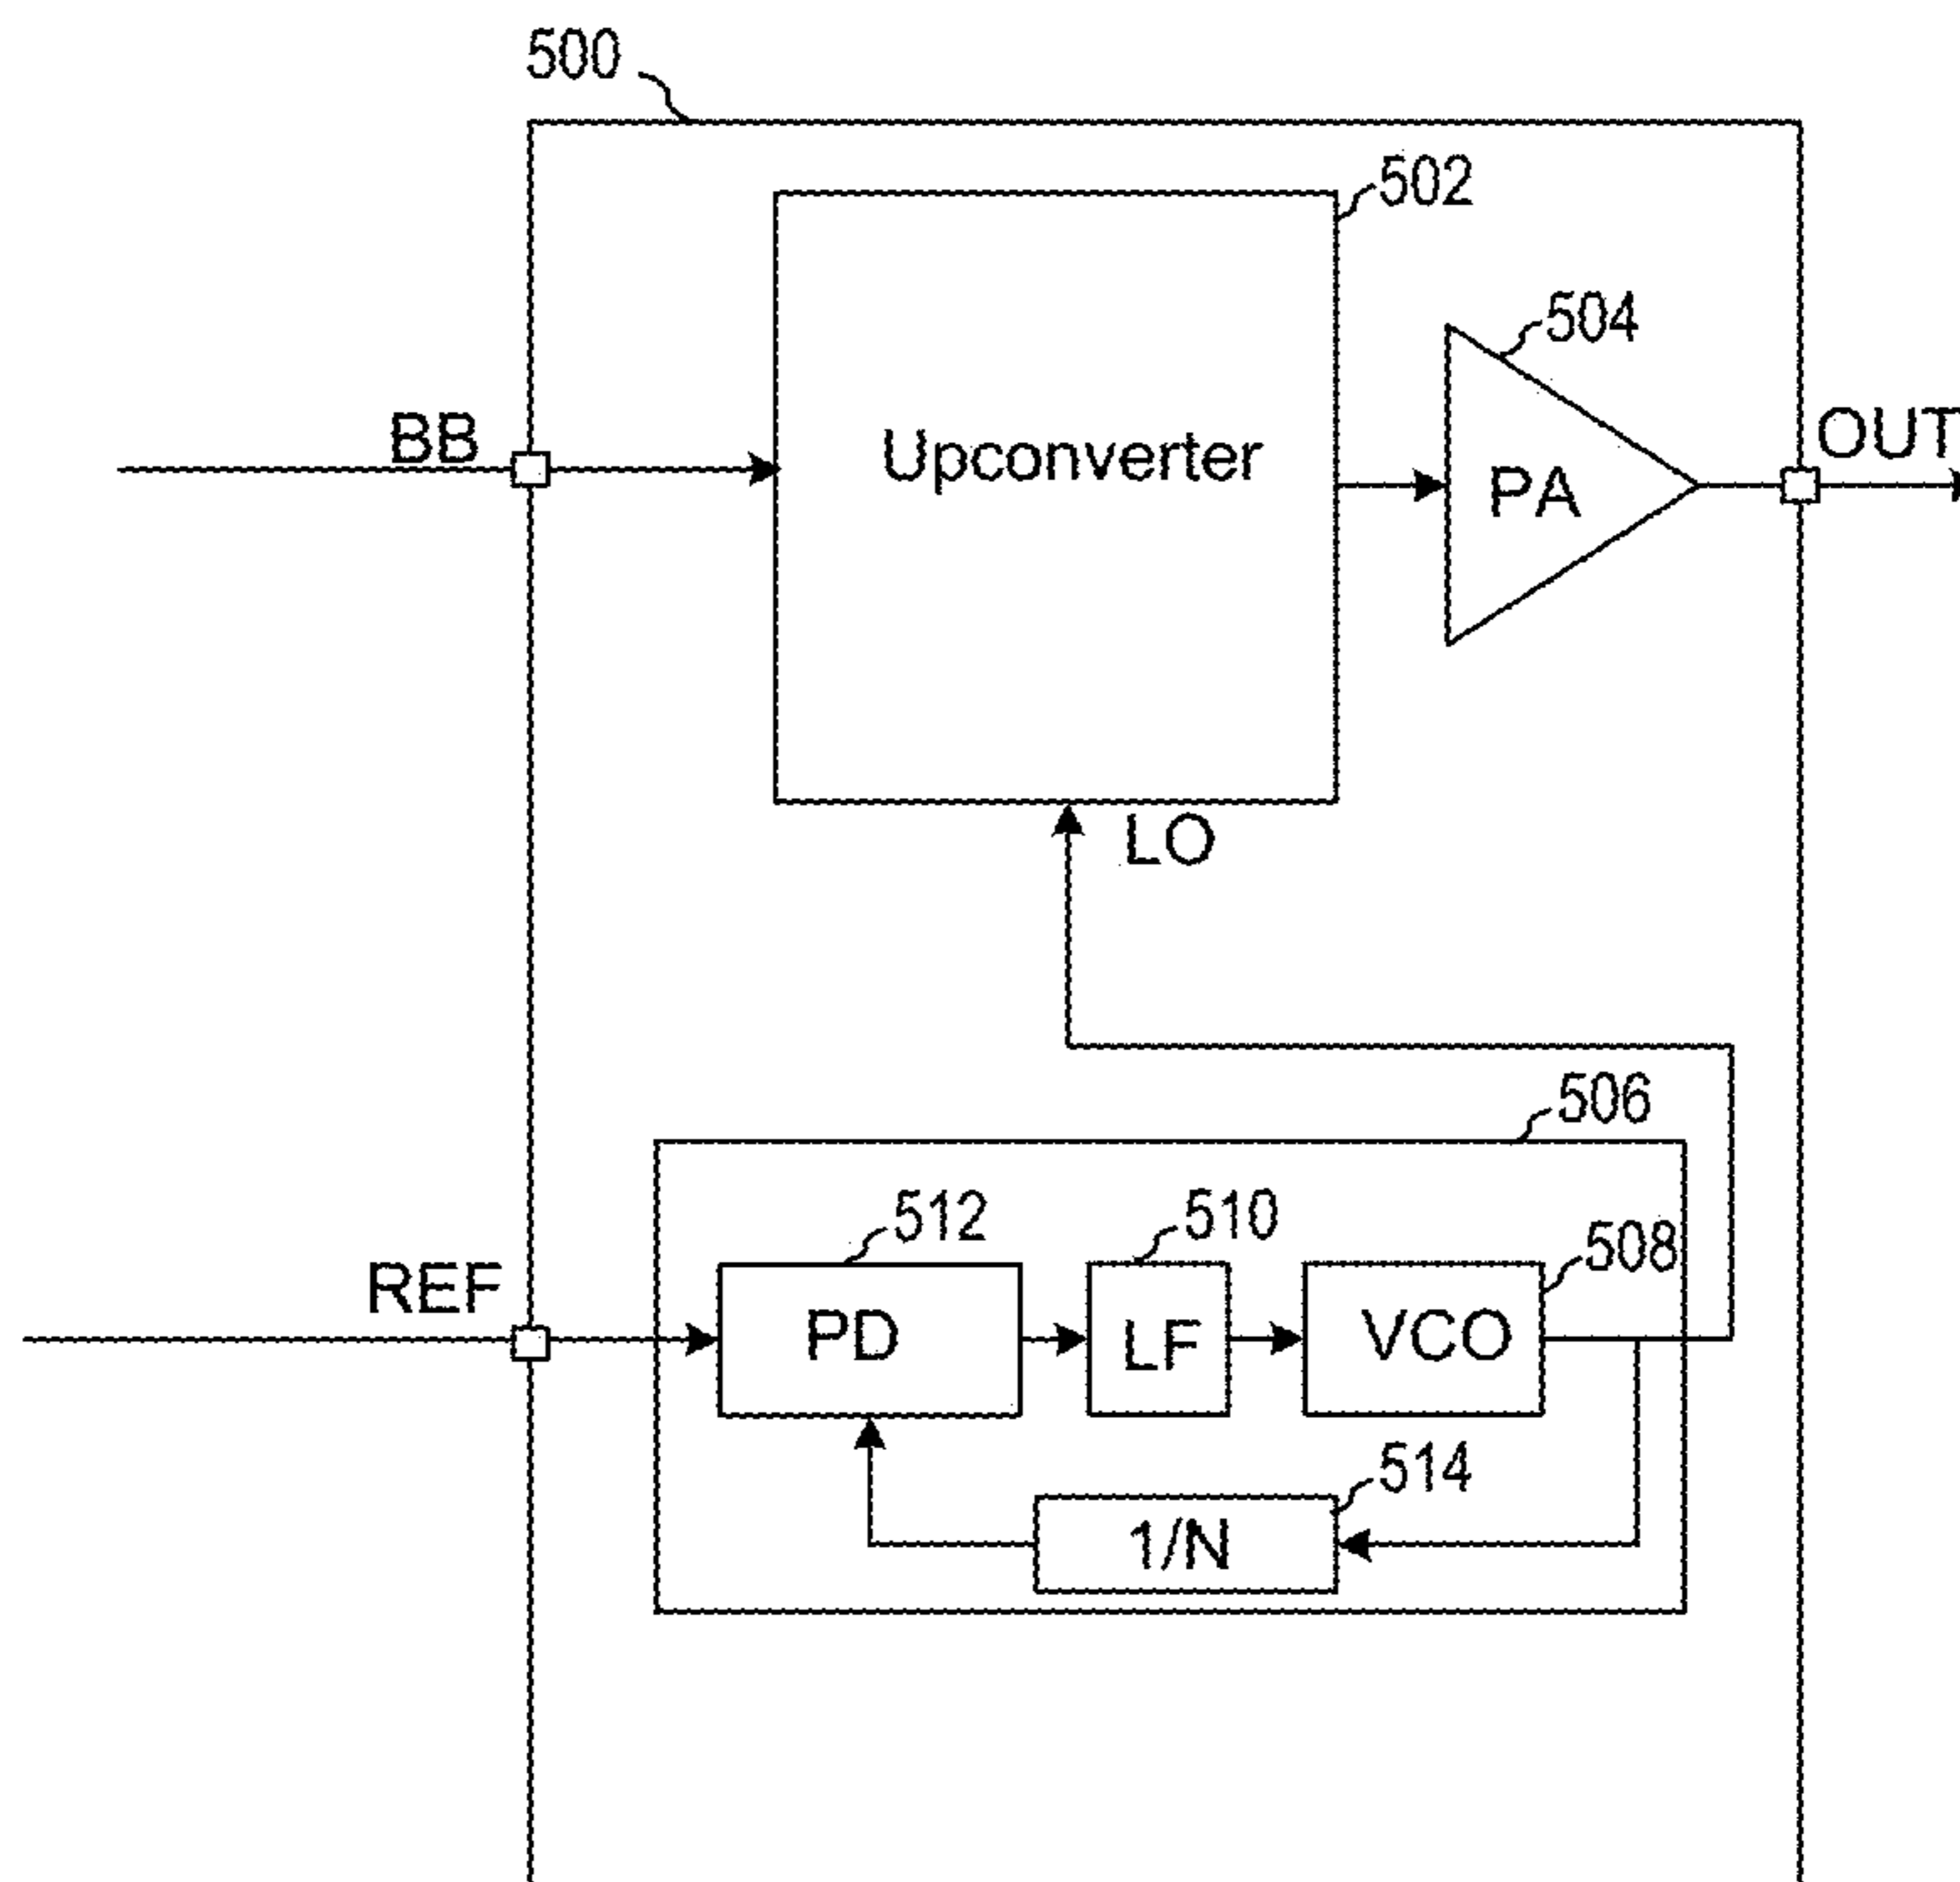 500
502
504
BB
Upconverter
PA
OUT
LO
506
512
510
508
REF
PD
LF
VCO
514
1/N